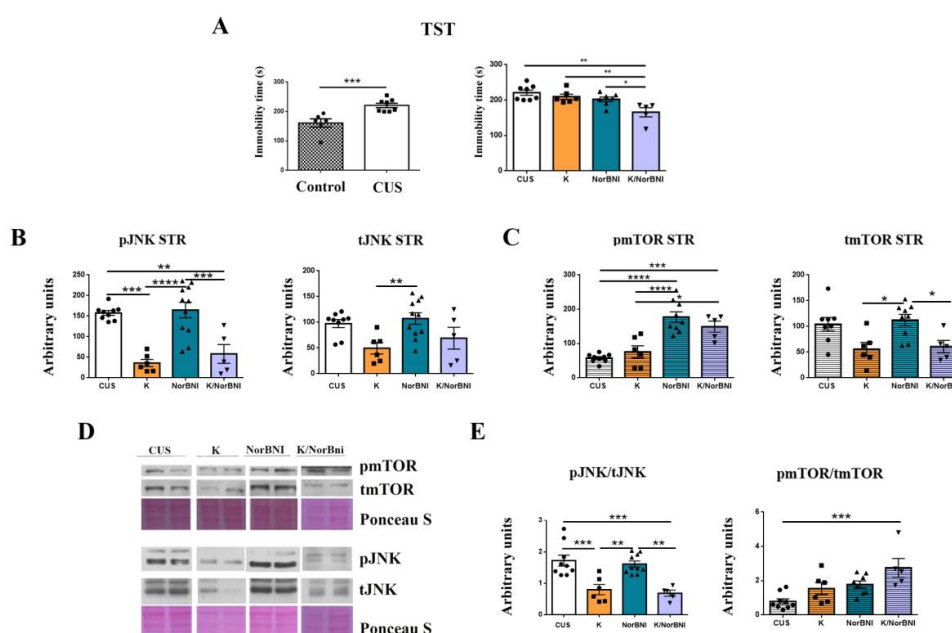 A
TST
Immobility time (s)
300
200
100
0
***
Control
CUS
Immobility time (s)
300
200
100
0
**
**
*
CUS
K
NorBNI
K/NorBNI
B
pJNK STR
Arbitrary units
200
150
100
50
0
**
*** **** ***
CUS
K
NorBNI
K/NorBNI
tJNK STR
Arbitrary units
200
150
100
50
0
**
CUS
K
NorBNI
K/NorBNI
C
pmTOR STR
Arbitrary units
300
200
100
0
***
****
****
*
CUS
K
NorBNI
K/NorBNI
tmTOR STR
Arbitrary units
200
150
100
50
0
* *
CUS
K
NorBNI
K/NorB
D
CUS
K
NorBNI
K/NorBni
pmTOR
tmTOR
Ponceau S
pJNK
tJNK
Ponceau S
E
pJNK/tJNK
Arbitrary units
3
2
1
0
***
*** ** **
CUS
K
NorBNI
K/NorBNI
pmTOR/tmTOR
Arbitrary units
6
4
2
0
***
CUS
K
NorBNI
K/NorBNI